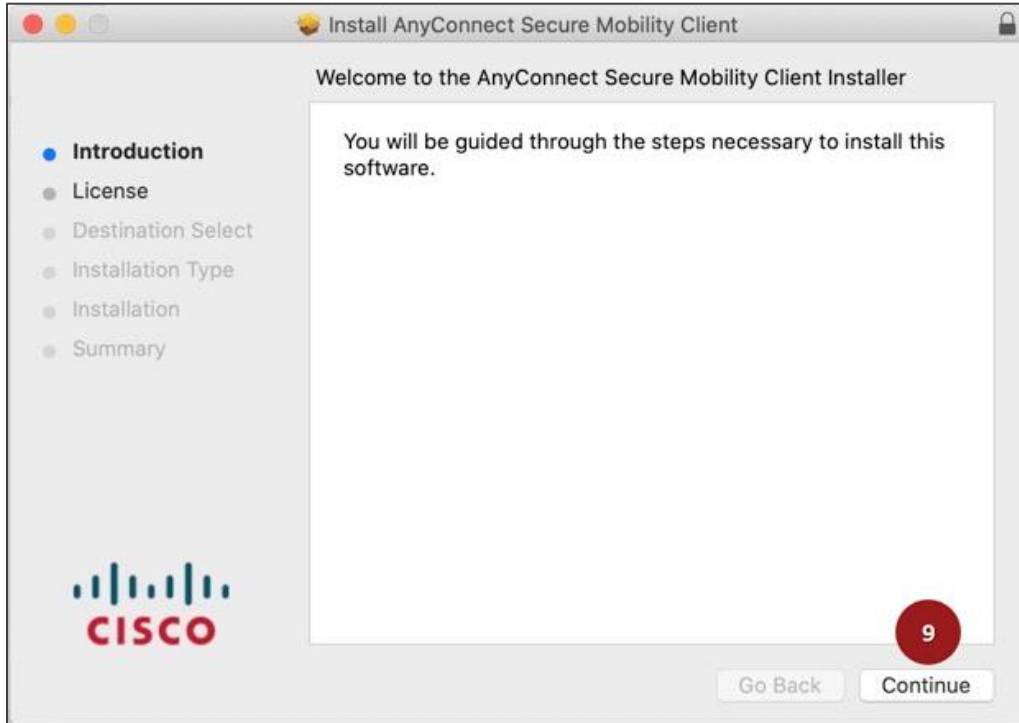 Install AnyConnect Secure Mobility Client
Welcome to the AnyConnect Secure Mobility Client Installer
Introduction
License
Destination Select
Installation Type
Installation
Summary
You will be guided through the steps necessary to install this
software.
CISCO
9
Go Back
Continue